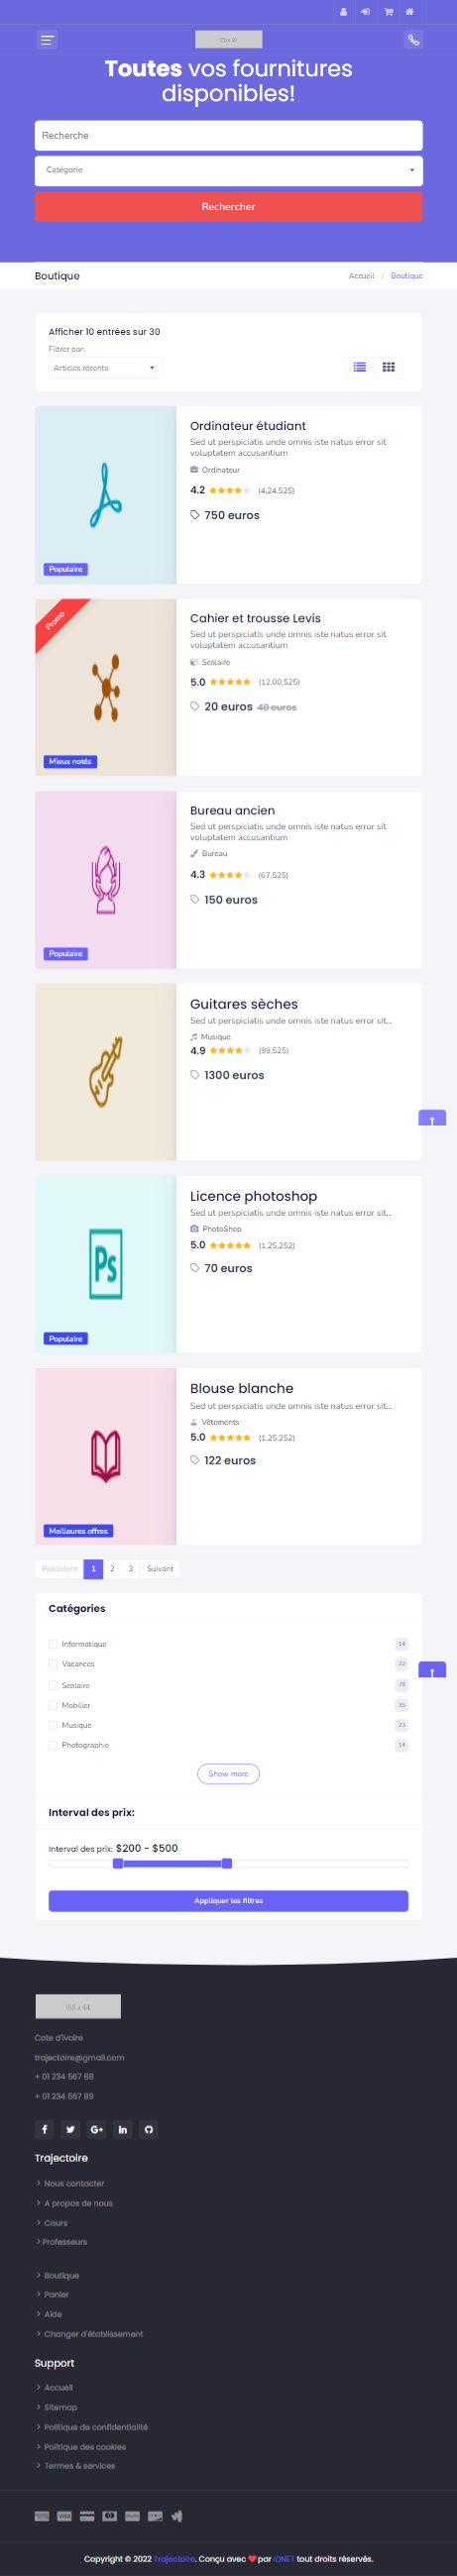 Toutes vos fournitures
disponibles!
Recherche
Catégorie
Rechercher
Boutique
Accueil > Boutique
Afficher 10 entrées sur 30
Filtrer par:
Articles récents
Ordinateur étudiant
Sed ut perspiciatis unde omnis iste natus error sit
voluptatem accusantium
Ordinateur
4.2 (4,24,525)
750 euros
Populaire
Promo
Cahier et trousse Levis
Sed ut perspiciatis unde omnis iste natus error sit
voluptatem accusantium
Scolaire
5.0 (12,00,525)
20 euros 40 euros
Mieux notés
Bureau ancien
Sed ut perspiciatis unde omnis iste natus error sit
voluptatem accusantium
Bureau
4.3 (67,525)
150 euros
Populaire
Guitares sèches
Sed ut perspiciatis unde omnis iste natus error sit...
Musique
4.9 (99,525)
1300 euros
Ps
Licence photoshop
Sed ut perspiciatis unde omnis iste natus error sit...
PhotoShop
5.0 (1,25,252)
70 euros
Populaire
Blouse blanche
Sed ut perspiciatis unde omnis iste natus error sit...
Vêtements
5.0 (1,25,252)
122 euros
Meilleures offres
Précédent 1 2 3 Suivant
Catégories
Informatique 14
Vacances 22
Scolaire 78
Mobilier 35
Musique 23
Photographie 14
Show more
Interval des prix:
Interval des prix: $200 - $500
Appliquer les filtres
153 x 44
Cote d'Ivoire
trajectoire@gmail.com
+ 01 234 567 88
+ 01 234 567 89
Trajectoire
Nous contacter
A propos de nous
Cours
Professeurs
Boutique
Panier
Aide
Changer d'établissement
Support
Accueil
Sitemap
Politique de confidentialité
Politique des cookies
Termes & services
Copyright © 2022 Trajectoire. Conçu avec ❤ par IONET tout droits réservés.